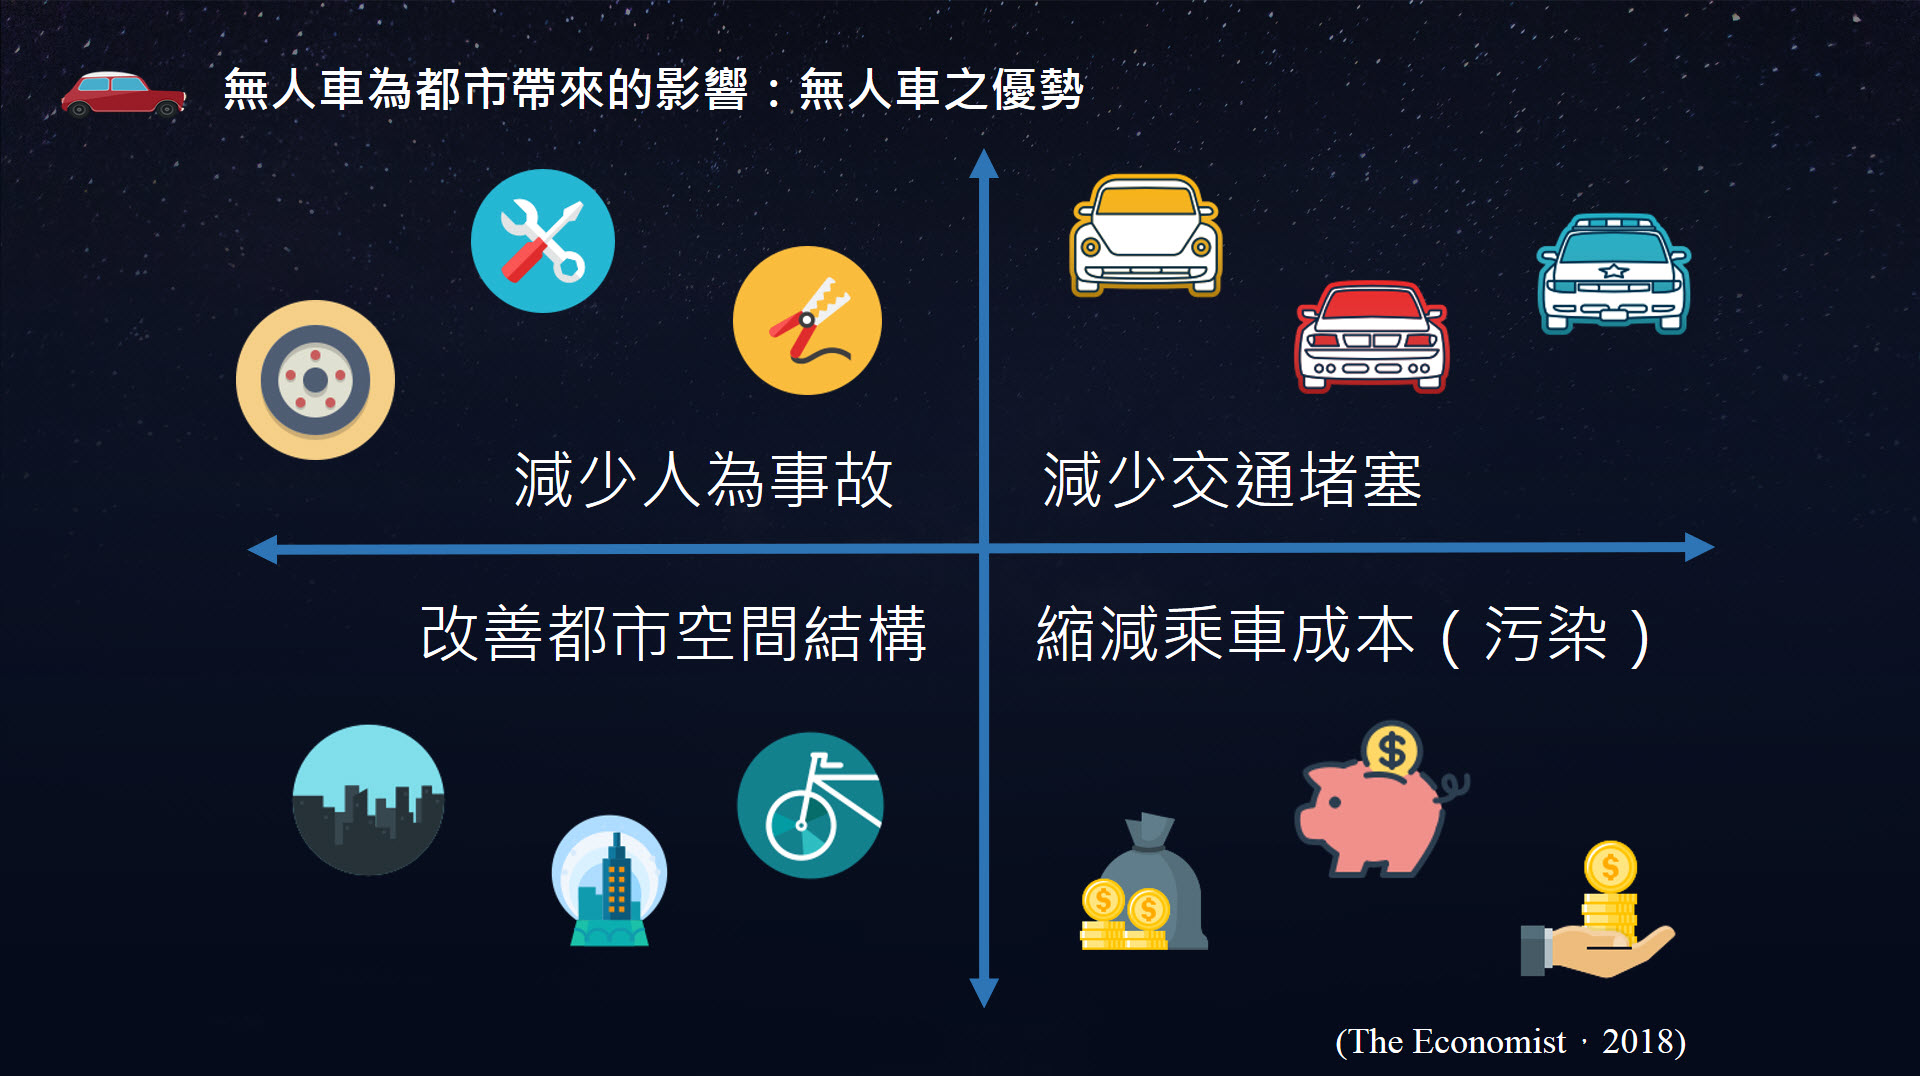 無人車為都市帶來的影響：無人車之優勢
減少人為事故
減少交通堵塞
改善都市空間結構
縮減乘車成本（污染）
(The Economist，2018)